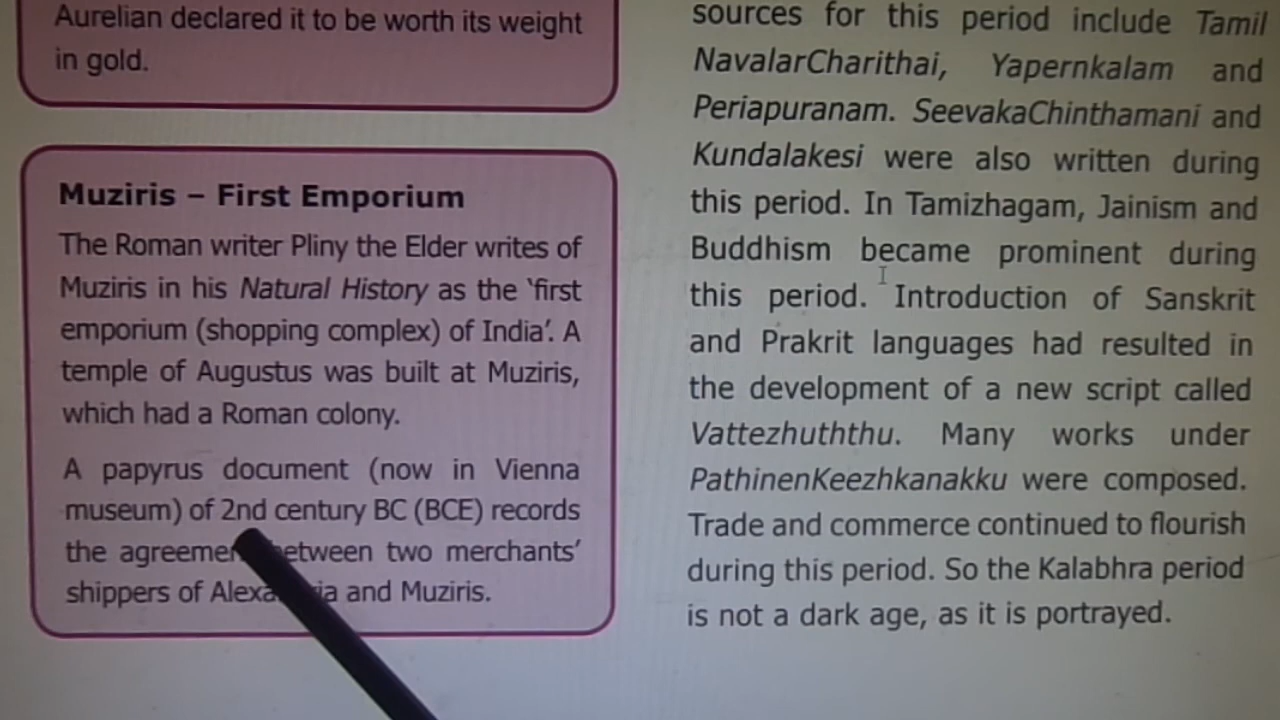 Aurelian declared it to be worth its weight
in gold.
Muziris – First Emporium
The Roman writer Pliny the Elder writes of
Muziris in his Natural History as the ‘first
emporium (shopping complex) of India’. A
temple of Augustus was built at Muziris,
which had a Roman colony.
A papyrus document (now in Vienna
museum) of 2nd century BC (BCE) records
the between two merchants’
shippers of and Muziris.
sources for this period include Tamil
NavalarCharithai, Yapernkalam and
Periapuranam. SeevakaChinthamani and
Kundalakesi were also written during
this period. In Tamizhagam, Jainism and
Buddhism became prominent during
this period. Introduction of Sanskrit
and Prakrit languages had resulted in
the development of a new script called
Vattezhuththu. Many works under
PathinenKeezhkanakku were composed.
Trade and commerce continued to flourish
during this period. So the Kalabhra period
is not a dark age, as it is portrayed.